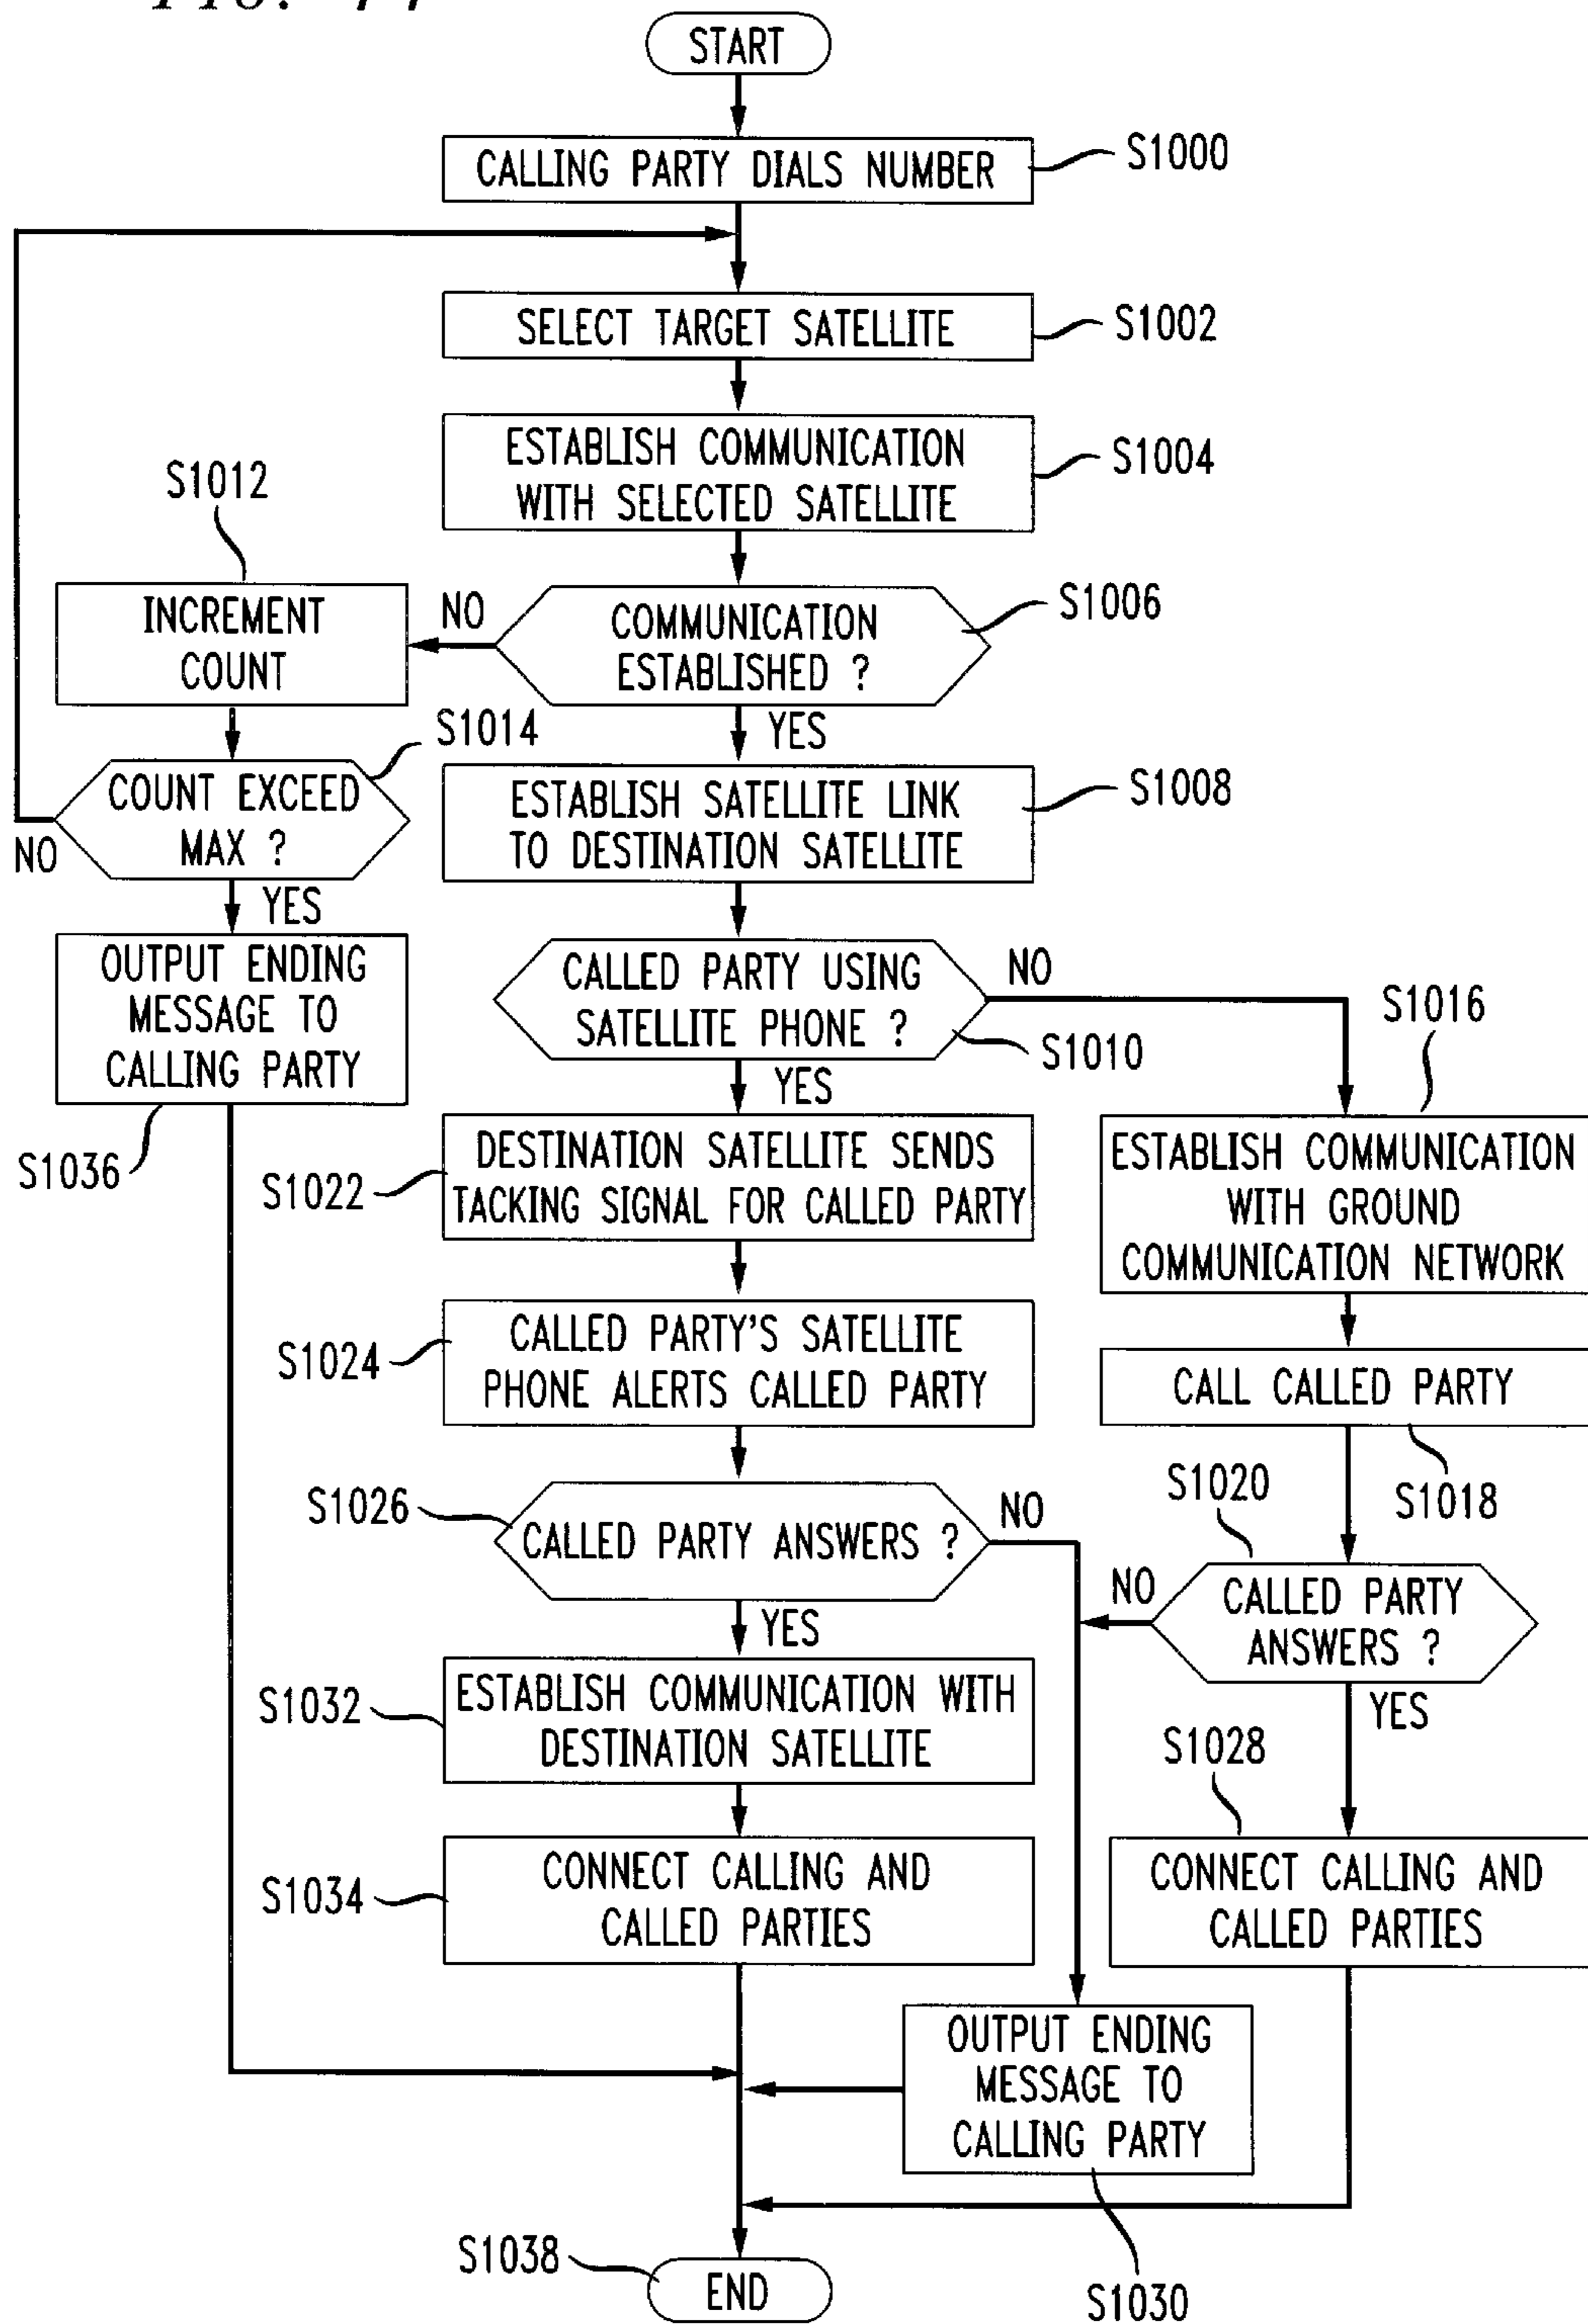 START
CALLING PARTY DIALS NUMBER
S1000
SELECT TARGET SATELLITE
S1002
ESTABLISH COMMUNICATION
WITH SELECTED SATELLITE
S1004
S1012
INCREMENT
COUNT
NO
COMMUNICATION
ESTABLISHED ?
S1006
YES
S1014
COUNT EXCEED
MAX ?
NO
YES
ESTABLISH SATELLITE LINK
TO DESTINATION SATELLITE
S1008
OUTPUT ENDING
MESSAGE TO
CALLING PARTY
S1036
CALLED PARTY USING
SATELLITE PHONE ?
NO
S1010
YES
S1016
ESTABLISH COMMUNICATION
WITH GROUND
COMMUNICATION NETWORK
S1022
DESTINATION SATELLITE SENDS
TACKING SIGNAL FOR CALLED PARTY
S1024
CALLED PARTY'S SATELLITE
PHONE ALERTS CALLED PARTY
CALL CALLED PARTY
S1018
S1026
CALLED PARTY ANSWERS ?
NO
YES
S1020
NO
CALLED PARTY
ANSWERS ?
YES
S1032
ESTABLISH COMMUNICATION WITH
DESTINATION SATELLITE
S1028
S1034
CONNECT CALLING AND
CALLED PARTIES
CONNECT CALLING AND
CALLED PARTIES
OUTPUT ENDING
MESSAGE TO
CALLING PARTY
S1030
S1038
END